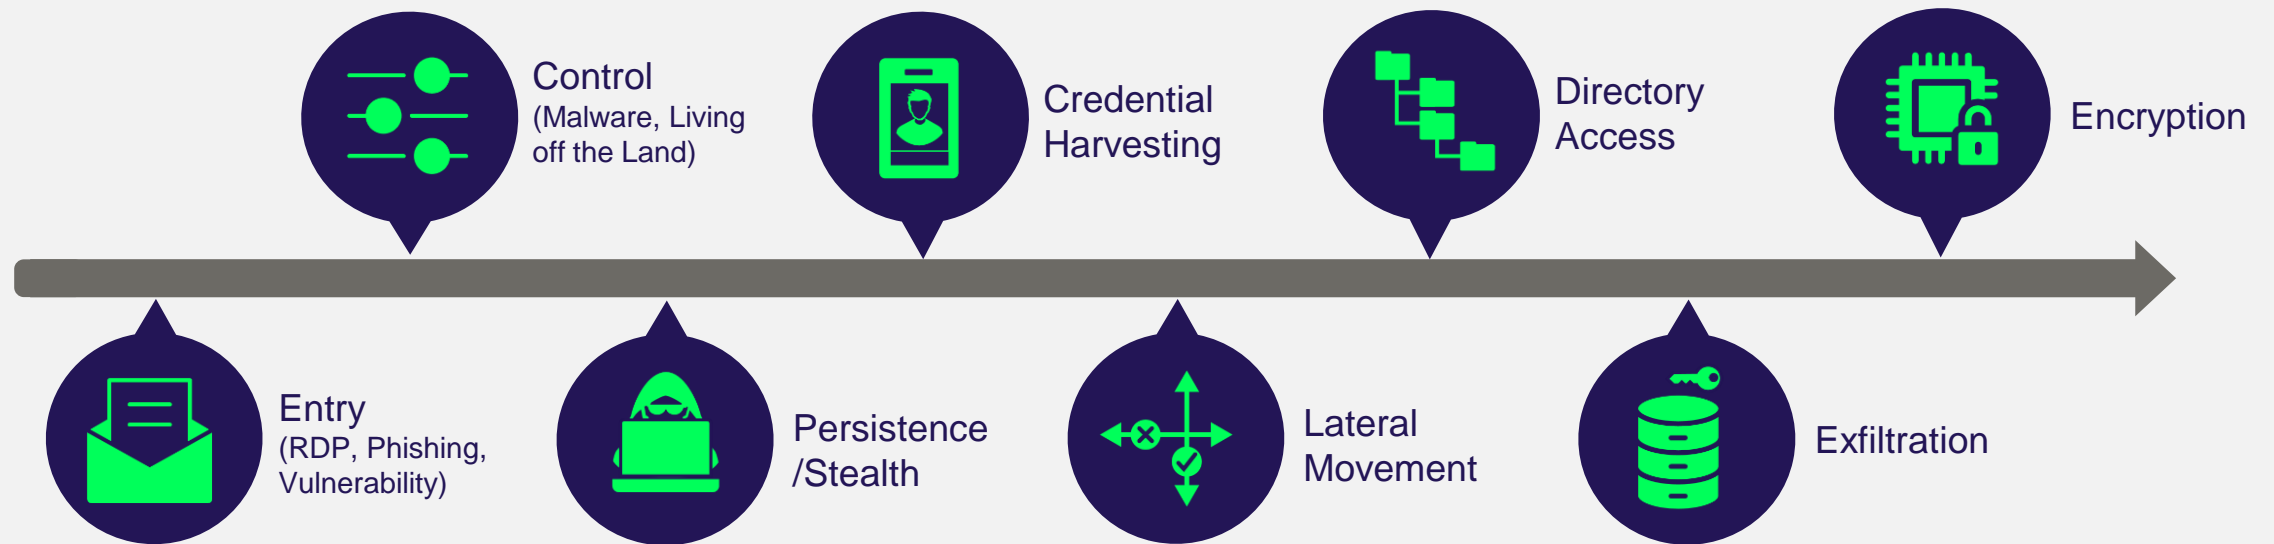 Control
(Malware, Living
off the Land)
Credential
Harvesting
Directory
Access
Encryption
Entry
(RDP, Phishing,
Vulnerability)
Persistence
/Stealth
Lateral
Movement
Exfiltration